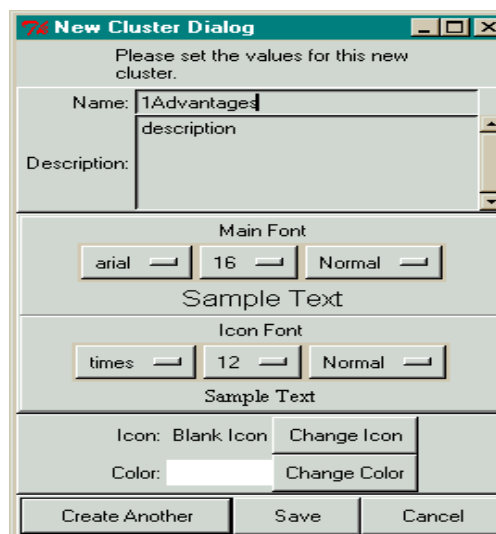 New Cluster Dialog
Please set the values for this new
cluster.
Name: 1Advantages
Description: description
Main Font
arial 16 Normal
Sample Text
Icon Font
times 12 Normal
Sample Text
Icon: Blank Icon Change Icon
Color: Change Color
Create Another Save Cancel